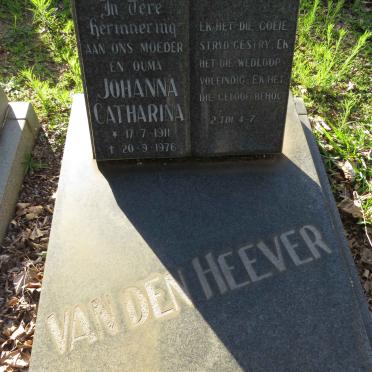 In Tere
herinnering
AAN ONS MOEDER
EN OUMA
JOHANNA
CATHARINA
* 17-7-1911
† 20-9-1976
EK HET DIE GOEIE
STRYD GESTRY. EK
HET DIE WEDLOOP
VOLEINDIG. EK HET
DIE GELOOF BEHOU
2 TIM. 4-7
VAN DEN HEEVER